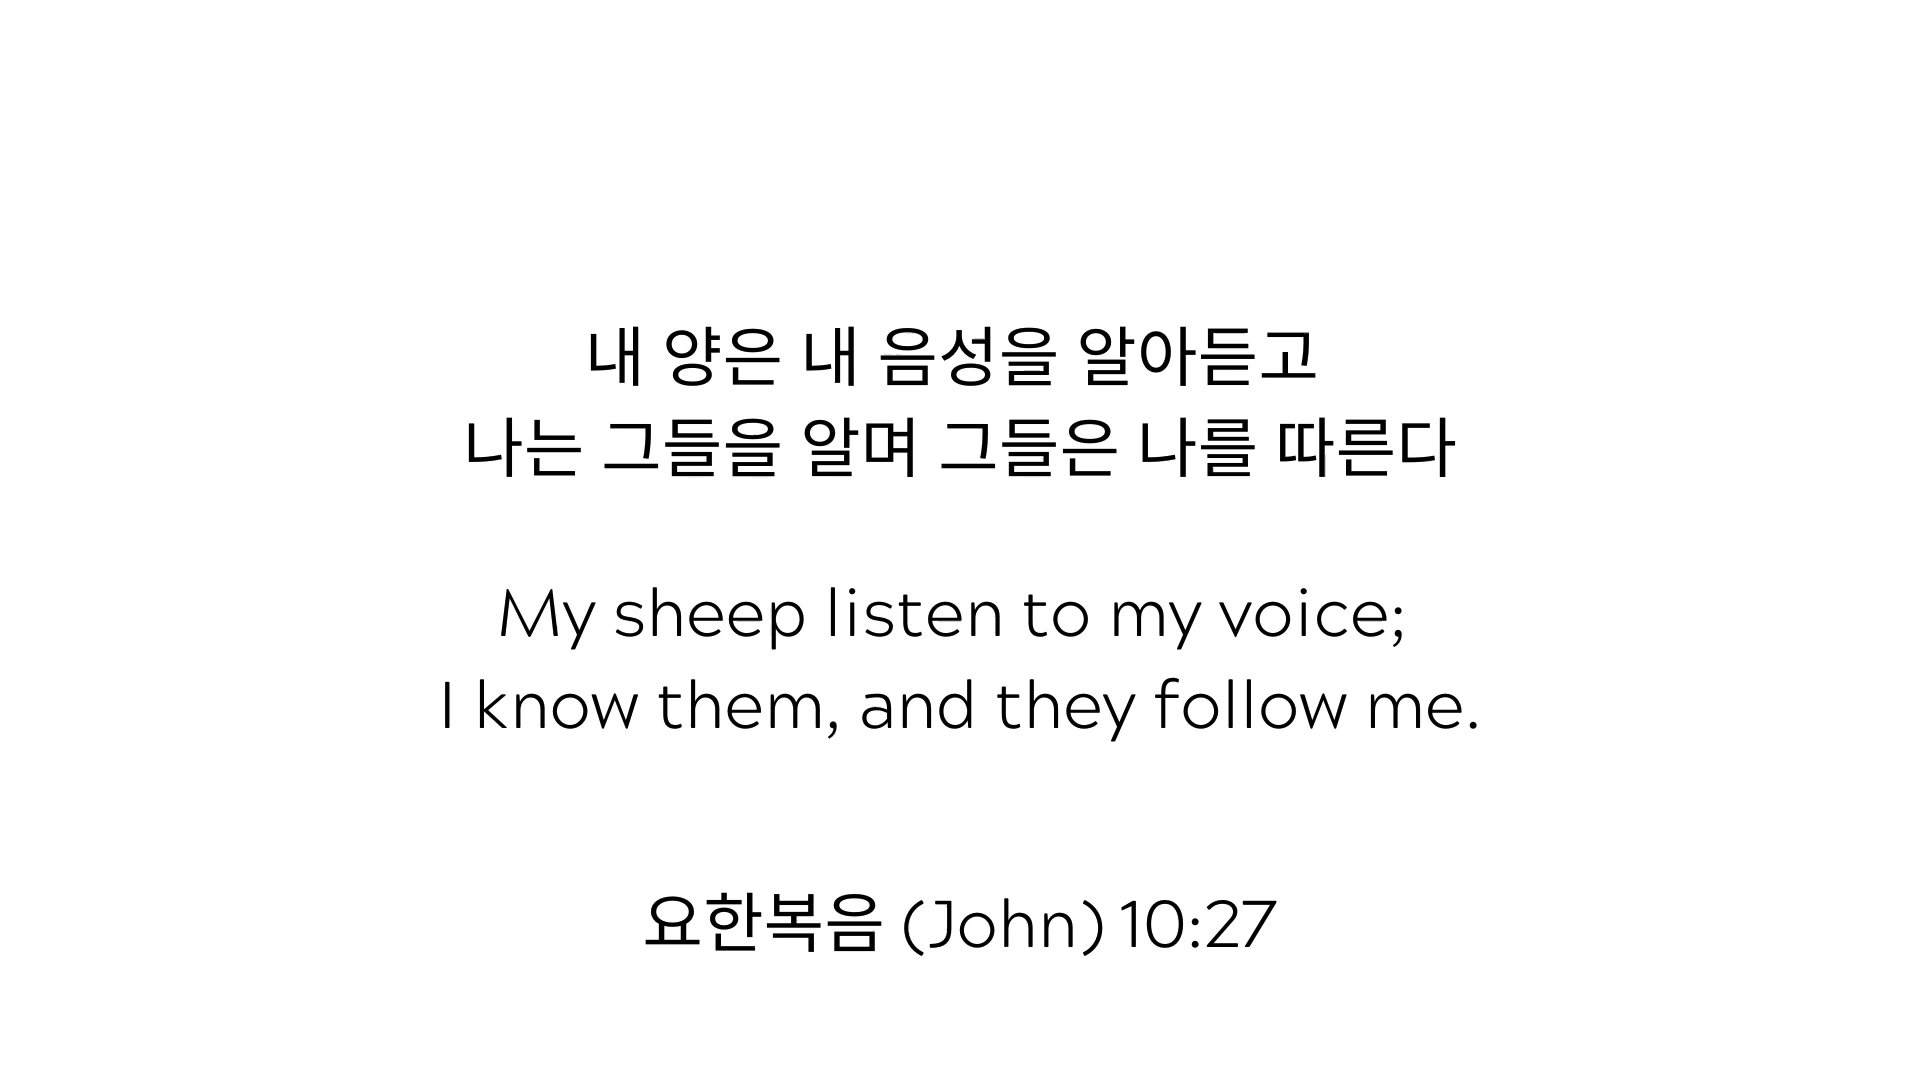 내 양은 내 음성을 알아듣고
나는 그들을 알며 그들은 나를 따른다
My sheep listen to my voice;
I know them, and they follow me.
요한복음 (John) 10:27